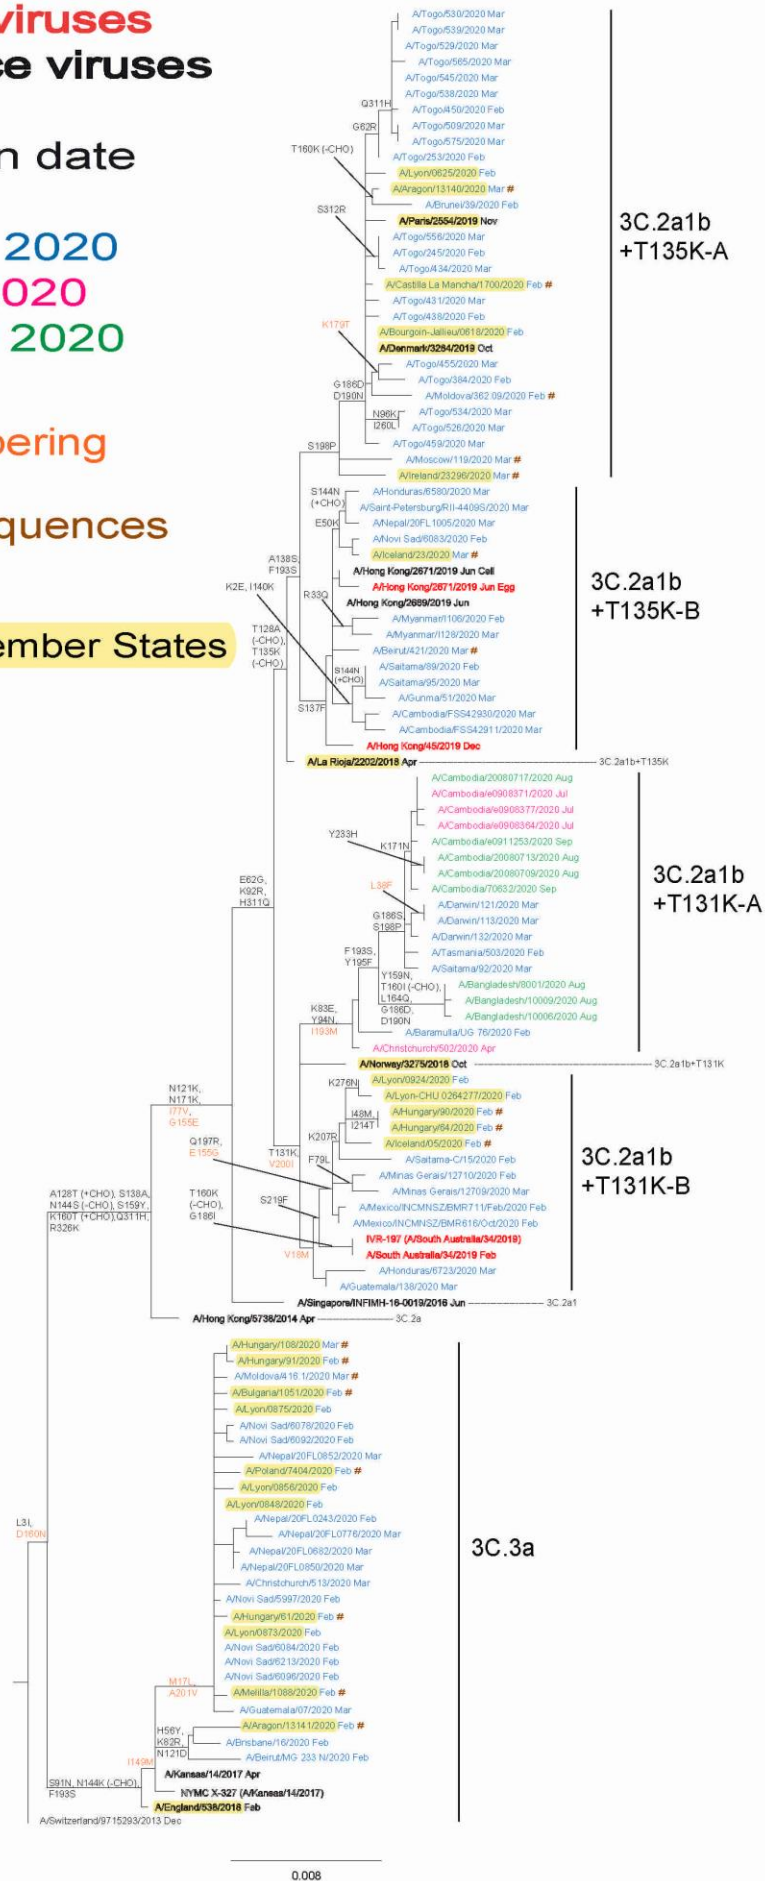 viruses
ce viruses
n date
2020
020
2020
bering
quences
ember States
A/Togo/530/2020 Mar
A/Togo/539/2020 Mar
A/Togo/529/2020 Mar
A/Togo/565/2020 Mar
A/Togo/545/2020 Mar
A/Togo/538/2020 Mar
Q311H
A/Togo/450/2020 Feb
A/Togo/509/2020 Mar
G62R
A/Togo/575/2020 Mar
T160K (-CHO)
A/Togo/253/2020 Feb
A/Lyon/0625/2020 Feb
A/Aragon/13140/2020 Mar #
A/Brunei/39/2020 Feb
S312R
A/Paris/2554/2019 Nov
3C.2a1b
+T135K-A
A/Togo/556/2020 Mar
A/Togo/245/2020 Feb
A/Togo/434/2020 Mar
A/Castilla La Mancha/1700/2020 Feb #
A/Togo/431/2020 Mar
A/Togo/438/2020 Feb
K179T
A/Bourgoin-Jallieu/0618/2020 Feb
A/Denmark/3264/2019 Oct
A/Togo/455/2020 Mar
G186D
D190N
A/Togo/384/2020 Feb
A/Moldova/362.09/2020 Feb #
N96K
I260L
A/Togo/534/2020 Mar
A/Togo/526/2020 Mar
S198P
A/Togo/459/2020 Mar
A/Moscow/119/2020 Mar #
A/Ireland/23296/2020 Mar #
S144N
(+CHO)
A/Honduras/6580/2020 Mar
A/Saint-Petersburg/RII-4409S/2020 Mar
E50K
A/Nepal/20FL1005/2020 Mar
A/Novi Sad/6083/2020 Feb
A/Iceland/23/2020 Mar #
A138S,
F193S
A/Hong Kong/2671/2019 Jun Cell
A/Hong Kong/2671/2019 Jun Egg
3C.2a1b
+T135K-B
K2E, I140K
R33Q
A/Hong Kong/2669/2019 Jun
A/Myanmar/I106/2020 Feb
T128A
(-CHO),
T135K
(-CHO)
A/Myanmar/I128/2020 Mar
A/Beirut/421/2020 Mar #
S144N
(+CHO)
A/Saitama/89/2020 Feb
A/Saitama/95/2020 Mar
A/Gunma/51/2020 Mar
S137F
A/Cambodia/FSS42930/2020 Mar
A/Cambodia/FSS42911/2020 Mar
A/Hong Kong/45/2019 Dec
A/La Rioja/2202/2018 Apr
3C.2a1b+T135K
A/Cambodia/20080717/2020 Aug
A/Cambodia/e0908371/2020 Jul
A/Cambodia/e0908377/2020 Jul
A/Cambodia/e0908364/2020 Jul
Y233H
K171N
A/Cambodia/e0911253/2020 Sep
A/Cambodia/20080713/2020 Aug
A/Cambodia/20080709/2020 Aug
E62G,
K92R,
H311Q
L38F
A/Cambodia/70632/2020 Sep
3C.2a1b
+T131K-A
A/Darwin/121/2020 Mar
G186S,
S198P
A/Darwin/113/2020 Mar
A/Darwin/132/2020 Mar
F193S,
Y195F
A/Tasmania/503/2020 Feb
A/Saitama/92/2020 Mar
Y159N,
T160I (-CHO),
L164Q,
G186D,
D190N
A/Bangladesh/8001/2020 Aug
A/Bangladesh/10009/2020 Aug
A/Bangladesh/10006/2020 Aug
K83E,
Y94N,
I193M
A/Baramulla/UG 76/2020 Feb
A/Christchurch/502/2020 Apr
A/Norway/3275/2018 Oct
3C.2a1b+T131K
N121K,
N171K,
I77V,
G155E
K276N
A/Lyon/0924/2020 Feb
A/Lyon-CHU 0264277/2020 Feb
I48M,
I214T
A/Hungary/90/2020 Feb #
A/Hungary/64/2020 Feb #
Q197R,
E155G
K207R
A/Iceland/05/2020 Feb #
T131K,
V200I
F79L
A/Saitama-C/15/2020 Feb
3C.2a1b
+T131K-B
A/Minas Gerais/12710/2020 Feb
A128T (+CHO), S138A,
N144S (-CHO), S159Y,
K160T (+CHO),Q311H,
R326K
T160K
(-CHO),
G186I
S219F
A/Minas Gerais/12709/2020 Mar
A/Mexico/INCMNSZ/BMR711/Feb/2020 Feb
A/Mexico/INCMNSZ/BMR616/Oct/2020 Feb
IVR-197 (A/South Australia/34/2019)
V18M
A/South Australia/34/2019 Feb
A/Honduras/6723/2020 Mar
A/Guatemala/138/2020 Mar
A/Singapore/INFIMH-16-0019/2016 Jun
3C.2a1
A/Hong Kong/5738/2014 Apr
3C.2a
A/Hungary/108/2020 Mar #
A/Hungary/91/2020 Feb #
A/Moldova/416.1/2020 Mar #
A/Bulgaria/1051/2020 Feb #
A/Lyon/0875/2020 Feb
A/Novi Sad/6078/2020 Feb
A/Novi Sad/6092/2020 Feb
A/Nepal/20FL0852/2020 Mar
A/Poland/7404/2020 Feb #
A/Lyon/0856/2020 Feb
A/Lyon/0848/2020 Feb
L3I,
D160N
A/Nepal/20FL0243/2020 Feb
A/Nepal/20FL0776/2020 Mar
A/Nepal/20FL0682/2020 Mar
3C.3a
A/Nepal/20FL0850/2020 Mar
A/Christchurch/513/2020 Mar
A/Novi Sad/5997/2020 Feb
A/Hungary/61/2020 Feb #
A/Lyon/0873/2020 Feb
A/Novi Sad/6084/2020 Feb
A/Novi Sad/6213/2020 Feb
A/Novi Sad/6096/2020 Feb
M17L,
A201V
A/Melilla/1088/2020 Feb #
A/Guatemala/07/2020 Mar
H56Y,
K82R,
N121D
A/Aragon/13141/2020 Feb #
A/Brisbane/16/2020 Feb
I149M
A/Beirut/MG 233 N/2020 Feb
A/Kansas/14/2017 Apr
S91N, N144K (-CHO),
F193S
NYMC X-327 (A/Kansas/14/2017)
A/England/538/2018 Feb
A/Switzerland/9715293/2013 Dec
0.008